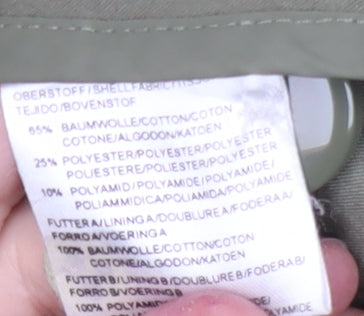 OBERSTOFF/SHELLFABRIC/TISSU
TEJIDO/BOVENSTOF
65% BAUMWOLLE/COTTON/COTON
COTONE/ALGODON/KATOEN
25% POLYESTER/POLYESTER/POLYESTER
POLIESTERE/POLIESTER/POLYESTER
10% POLYAMID/POLYAMIDE/POLYAMIDE/
POLIAMMIDICA/POLIAMIDA/POLYAMIDE
FUTTER A/LINING A/DOUBLURE A/FODERA A/
FORRO A/VOERING A
100% BAUMWOLLE/COTTON/COTON
COTONE/ALGODON/KATOEN
FUTTER B/LINING B/DOUBLURE B/FODERA B/
FORRO B/VOERING B
100% POLYAMID